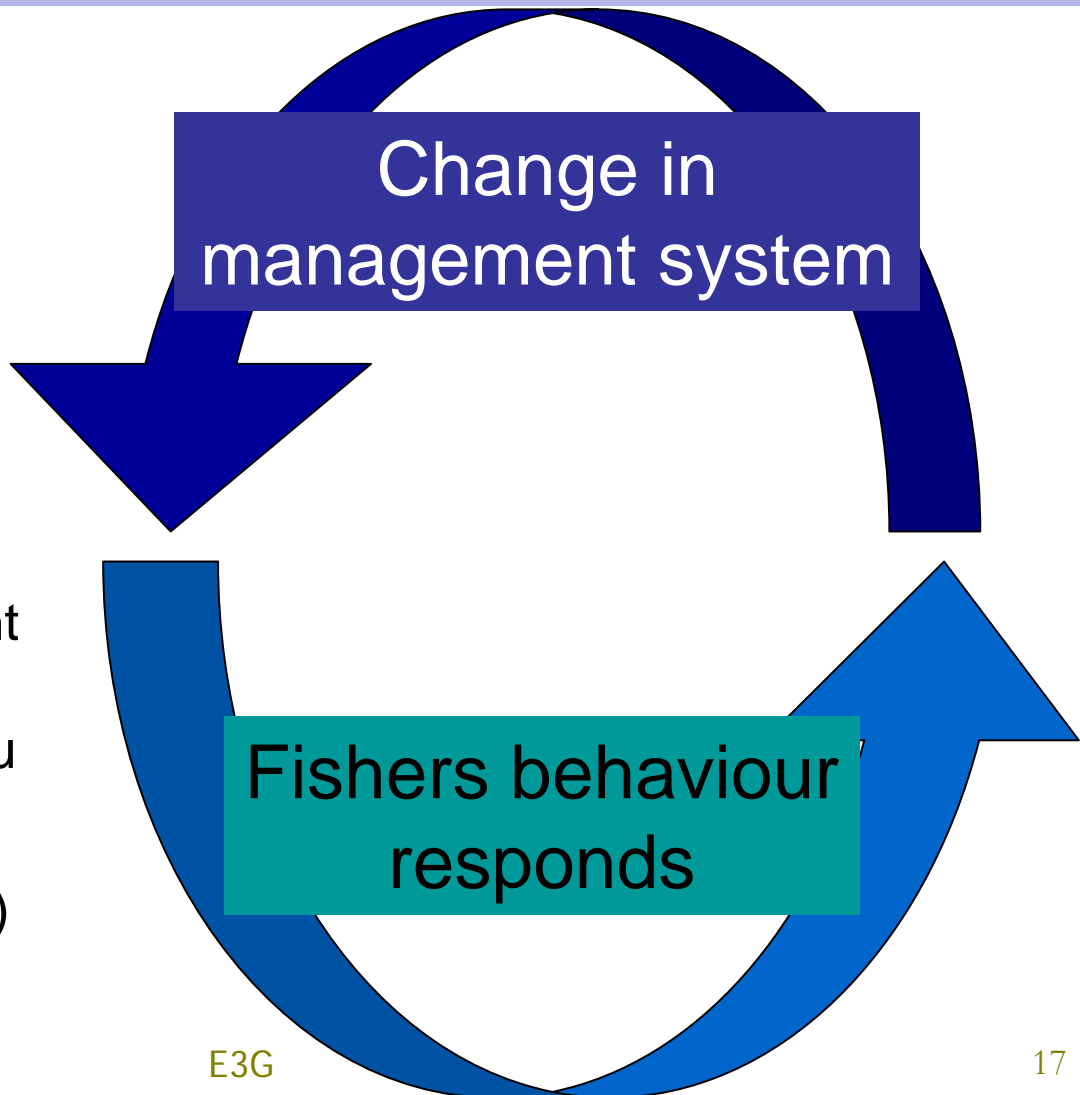 Change in
management system
Fishers behaviour
responds
)
E3G
17